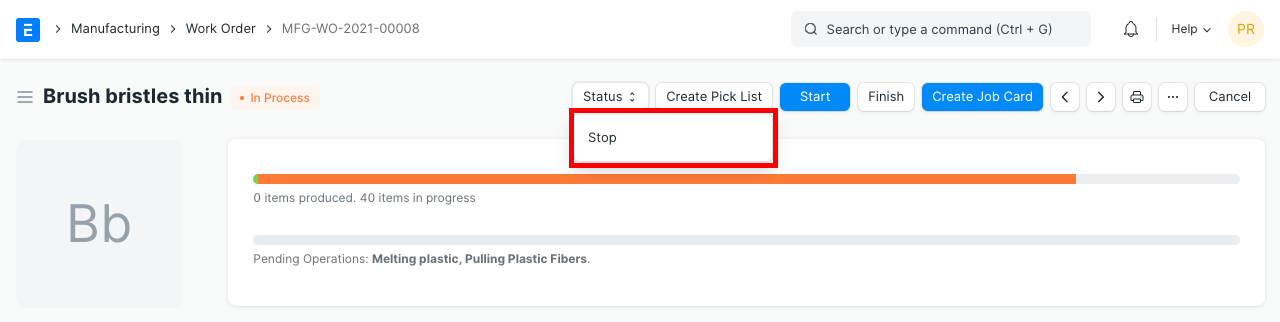 E Manufacturing Work Order MFG-WO-2021-00008 Search or type a command (Ctrl + G) Help PR
Brush bristles thin • In Process Status Create Pick List Start Finish Create Job Card ... Cancel
Stop
Bb
0 items produced. 40 items in progress
Pending Operations: Melting plastic, Pulling Plastic Fibers.